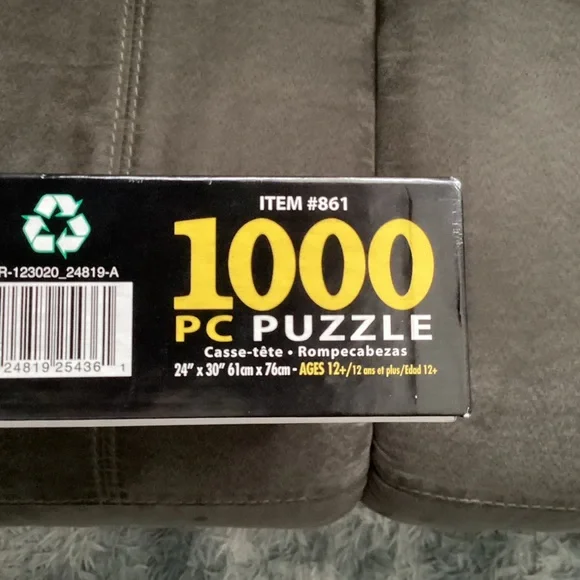 ITEM #861
1000
PC PUZZLE
Casse-tête • Rompecabezas
24" x 30" 61cm x 76cm - AGES 12+/12 ans et plus/Edad 12+
R-123020_24819-A
24819 25436 1